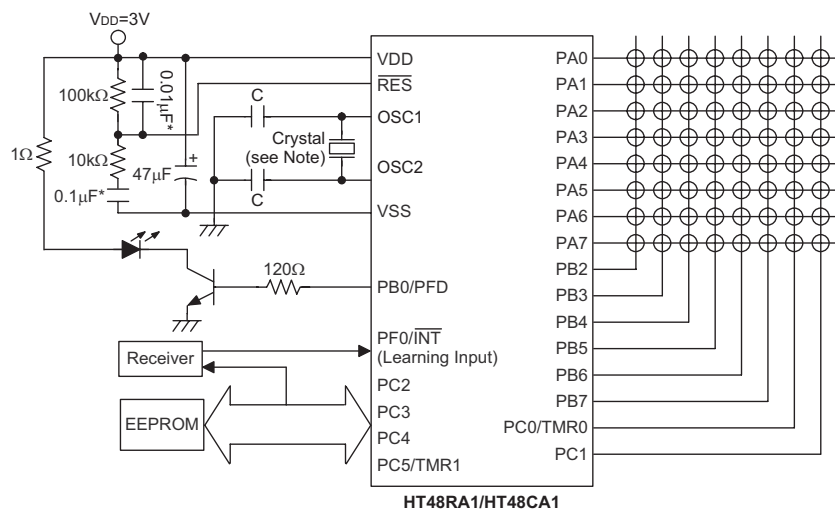 VDD=3V
100kΩ
0.01μF*
1Ω
10kΩ
47μF
+
0.1μF*
C
Crystal
(see Note)
C
120Ω
Receiver
EEPROM
VDD
RES
OSC1
OSC2
VSS
PB0/PFD
PF0/INT
(Learning Input)
PC2
PC3
PC4
PC5/TMR1
PA0
PA1
PA2
PA3
PA4
PA5
PA6
PA7
PB2
PB3
PB4
PB5
PB6
PB7
PC0/TMR0
PC1
HT48RA1/HT48CA1